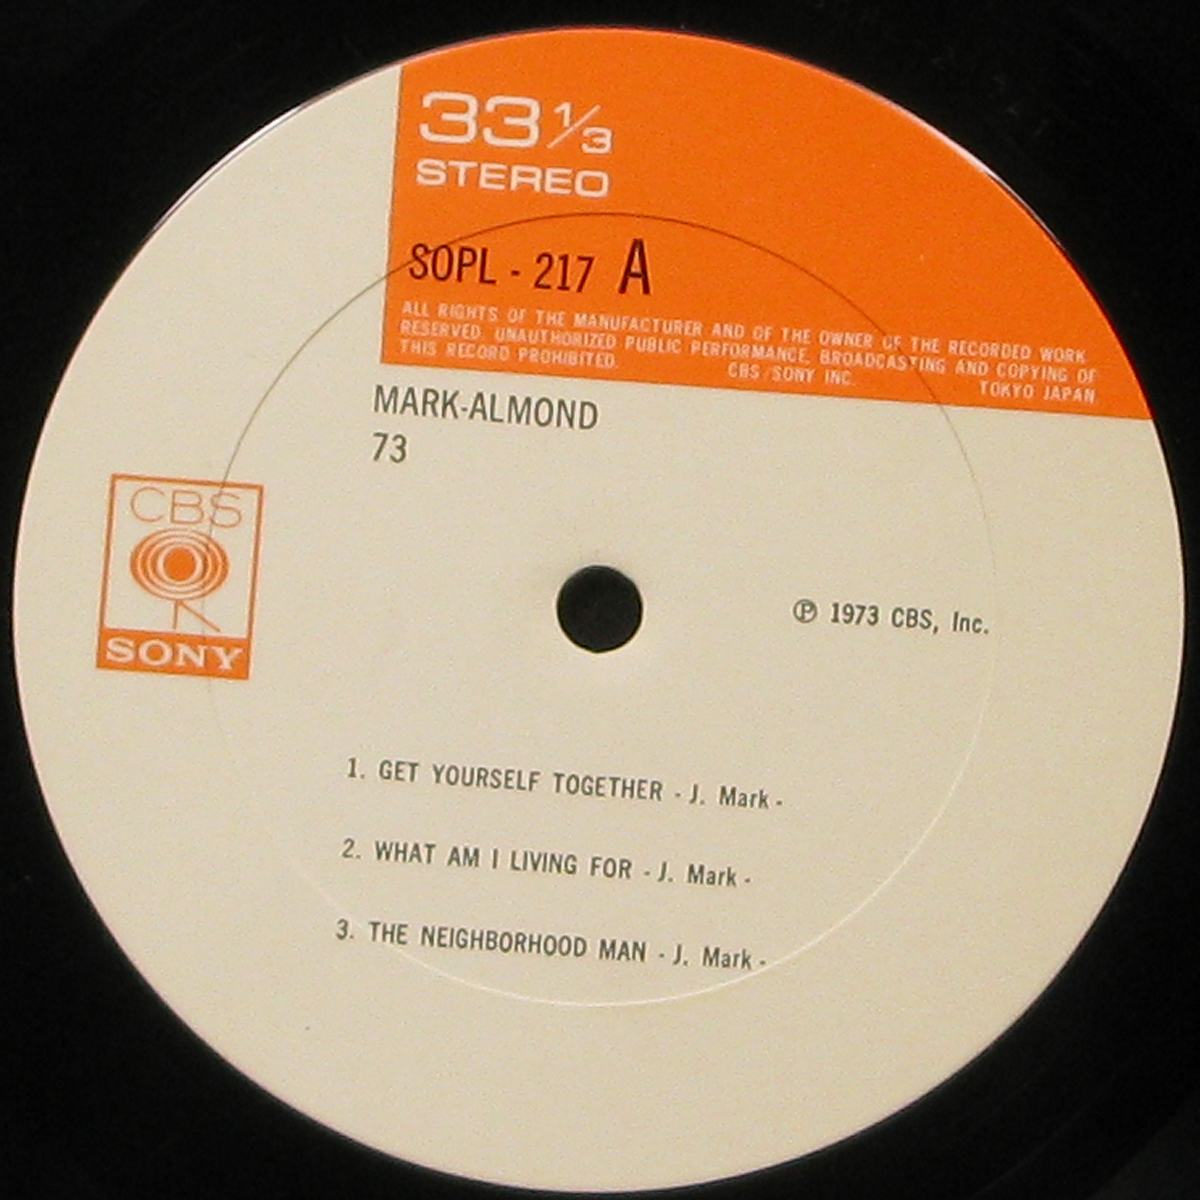 33 1/3
STEREO
SOPL - 217 A
ALL RIGHTS OF THE MANUFACTURER AND OF THE OWNER OF THE RECORDED WORK
RESERVED. UNAUTHORIZED PUBLIC PERFORMANCE, BROADCASTING AND COPYING OF
THIS RECORD PROHIBITED. CBS/SONY INC. TOKYO JAPAN
MARK-ALMOND
73
CBS
SONY
℗ 1973 CBS, Inc.
1. GET YOURSELF TOGETHER - J. Mark -
2. WHAT AM I LIVING FOR - J. Mark -
3. THE NEIGHBORHOOD MAN - J. Mark -